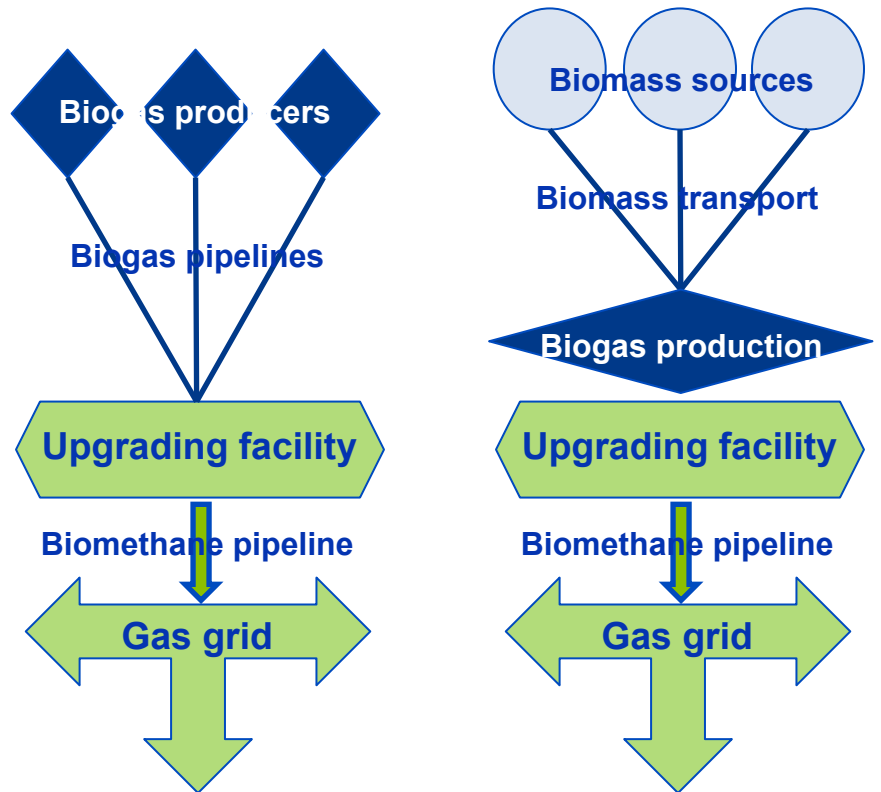 Biogas producers
Biogas pipelines
Upgrading facility
Biomethane pipeline
Gas grid
Biomass sources
Biomass transport
Biogas production
Upgrading facility
Biomethane pipeline
Gas grid